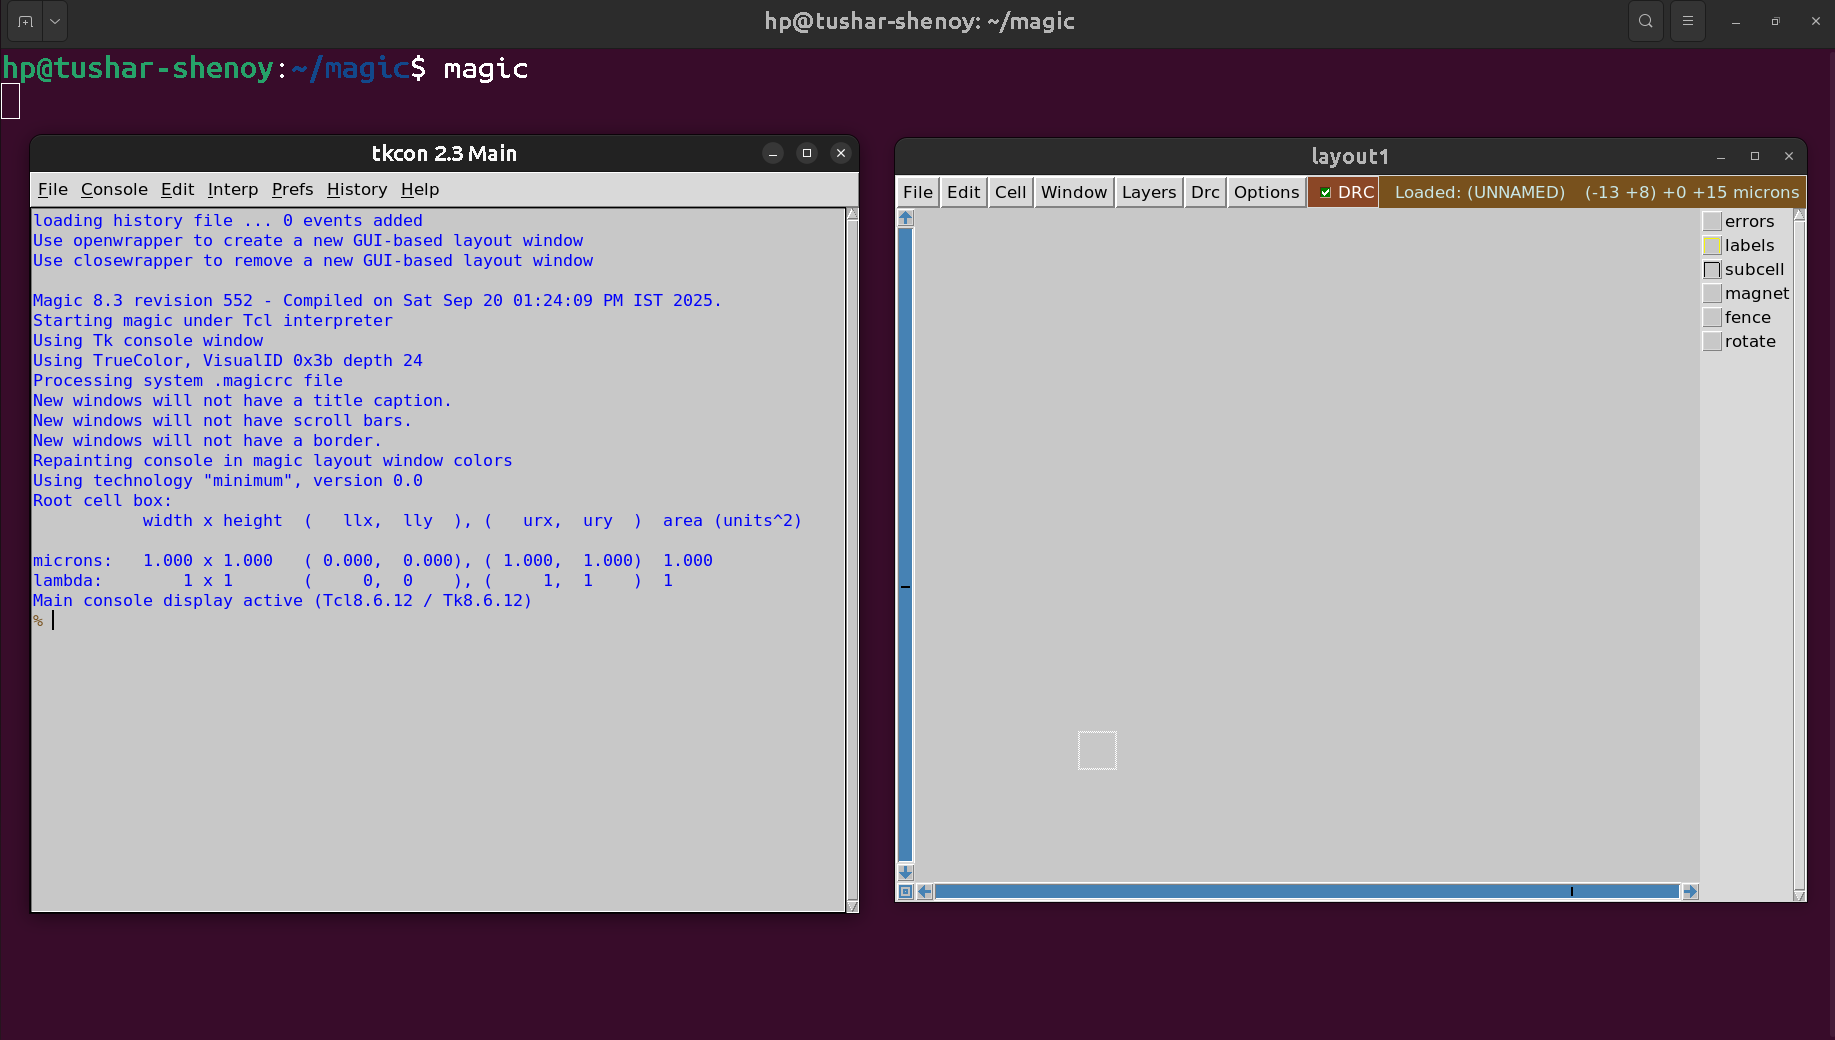 hp@tushar-shenoy: ~/magic
hp@tushar-shenoy:~/magic$ magic
tkcon 2.3 Main
File Console Edit Interp Prefs History Help
loading history file ... 0 events added
Use openwrapper to create a new GUI-based layout window
Use closewrapper to remove a new GUI-based layout window
Magic 8.3 revision 552 - Compiled on Sat Sep 20 01:24:09 PM IST 2025.
Starting magic under Tcl interpreter
Using Tk console window
Using TrueColor, VisualID 0x3b depth 24
Processing system .magicrc file
New windows will not have a title caption.
New windows will not have scroll bars.
New windows will not have a border.
Repainting console in magic layout window colors
Using technology "minimum", version 0.0
Root cell box:
width x height  (   llx,  lly  ), (   urx,  ury  )  area (units^2)
microns:   1.000 x 1.000   ( 0.000,  0.000), ( 1.000,  1.000)  1.000
lambda:       1 x 1       (     0,  0    ), (     1,  1    )  1
Main console display active (Tcl8.6.12 / Tk8.6.12)
%
layout1
File Edit Cell Window Layers Drc Options DRC Loaded: (UNNAMED) (-13 +8) +0 +15 microns
errors
labels
subcell
magnet
fence
rotate